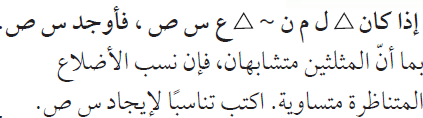 إذا كان △ ل م ن ~ △ ع س ص ، فأوجد س ص.
بما أنّ المثلثين متشابهان، فإن نسب الأضلاع
المتناظرة متساوية. اكتب تناسبًا لإيجاد س ص.